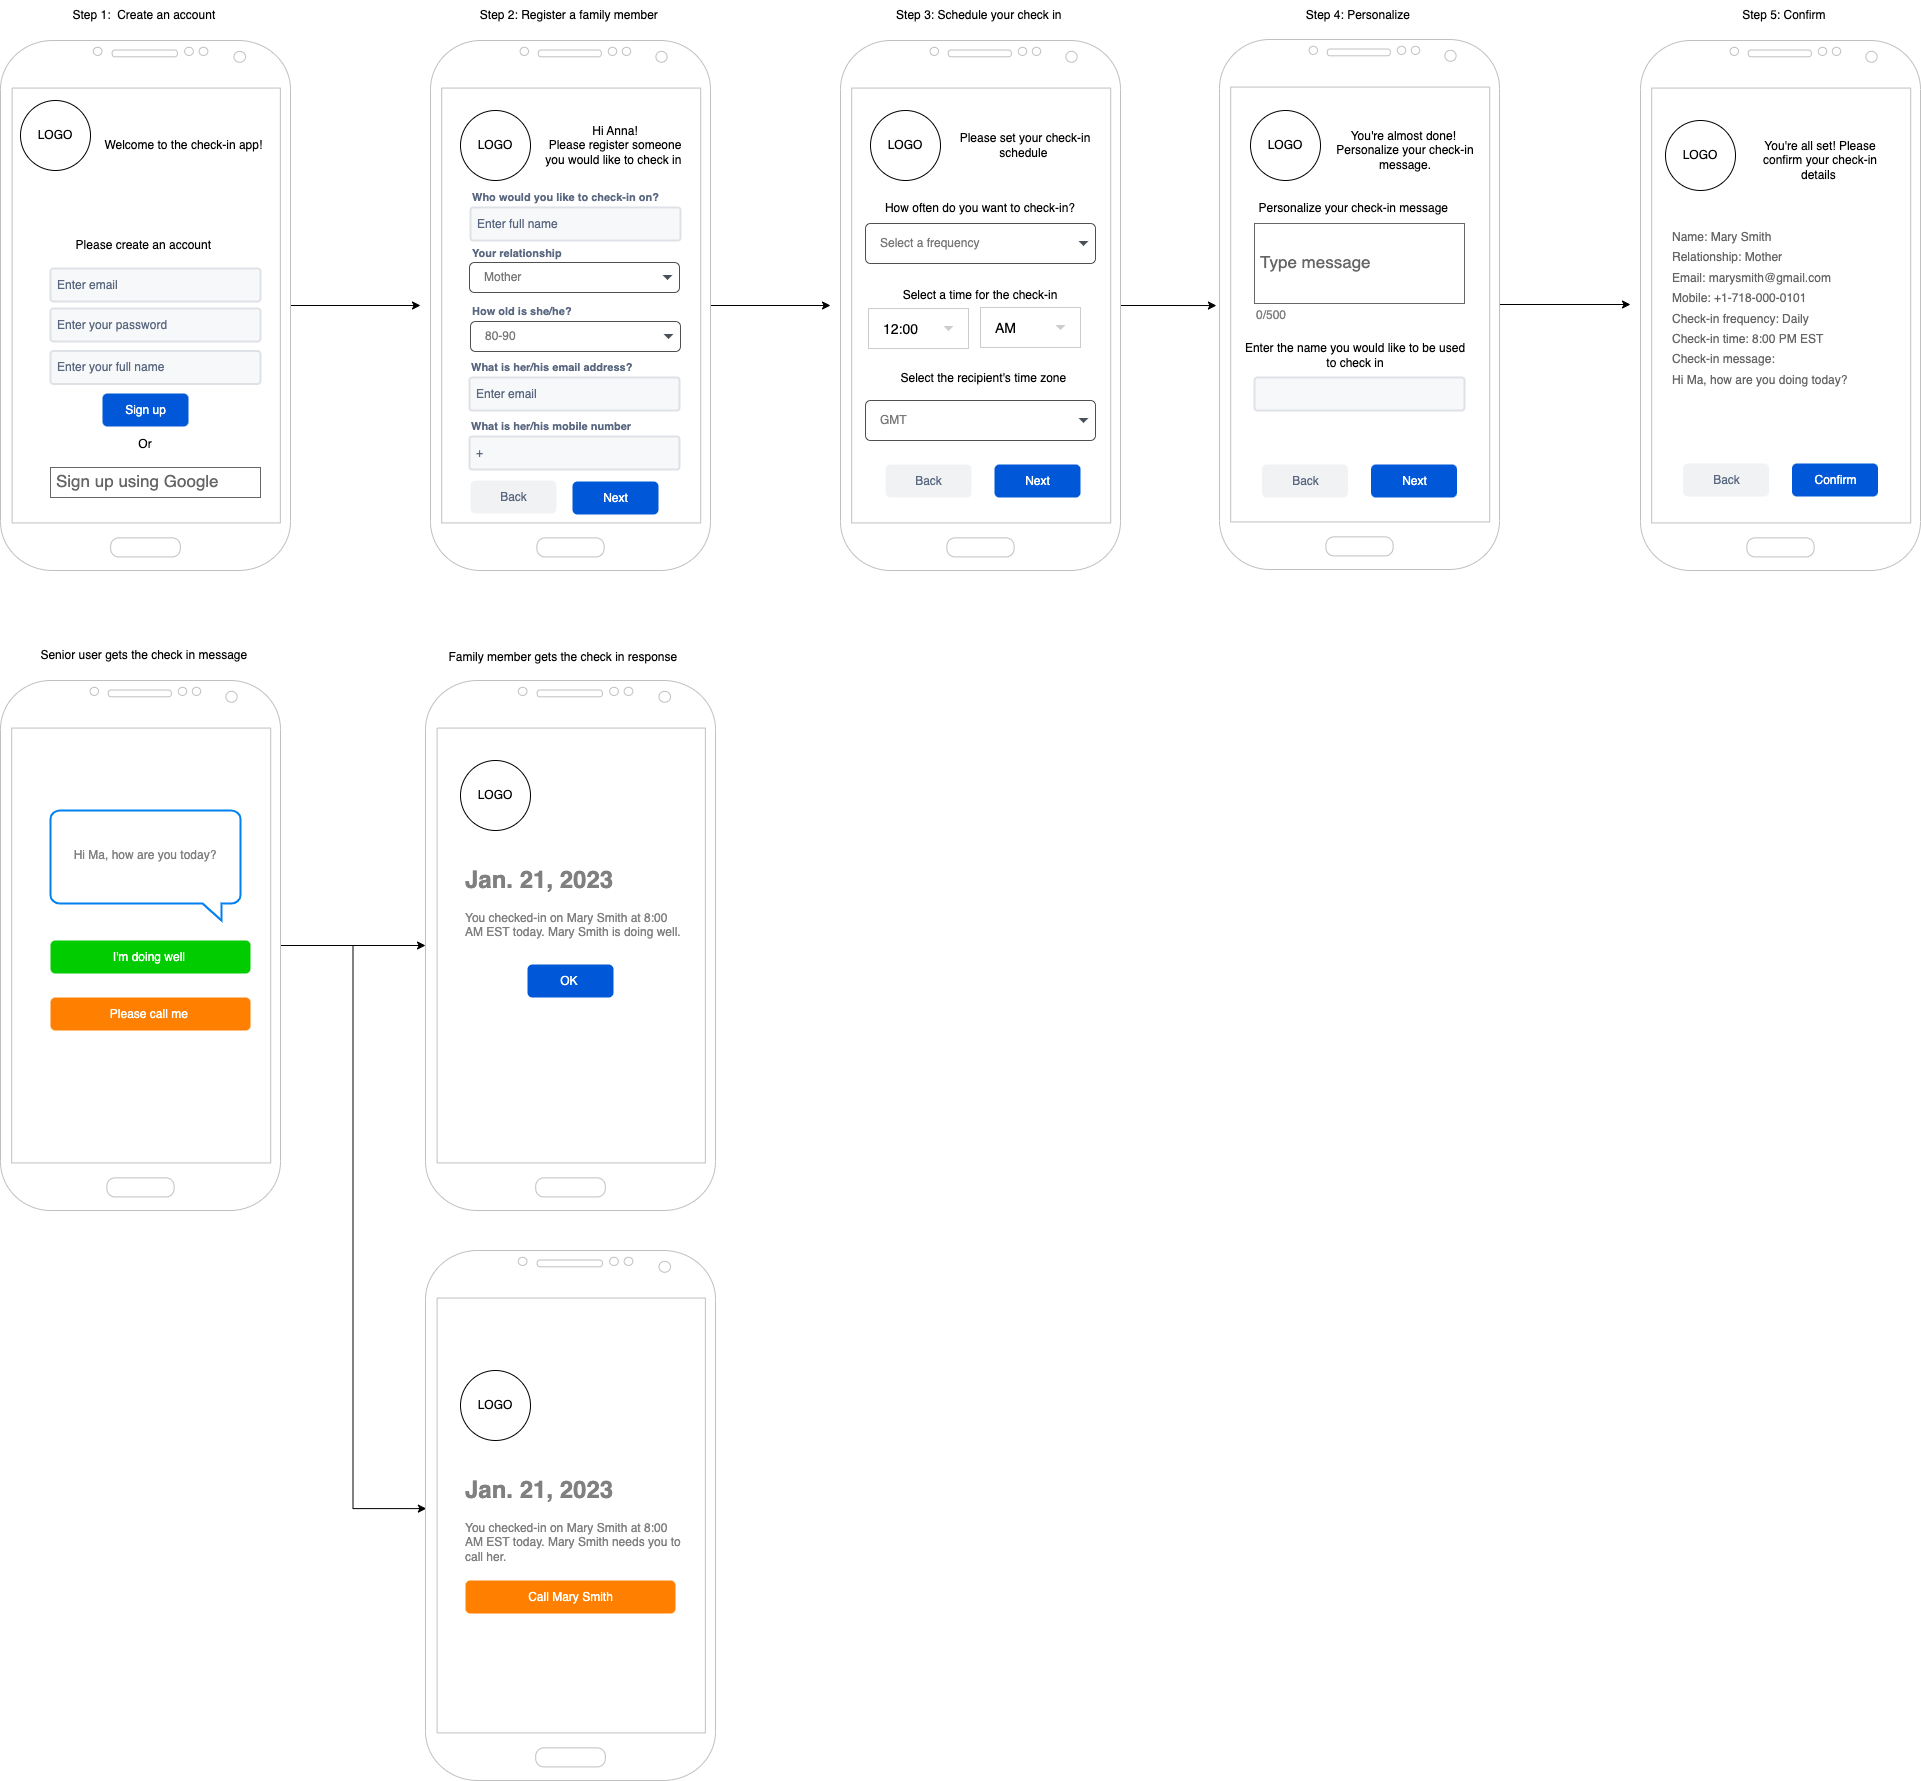 Step 1:  Create an account
LOGO
Welcome to the check-in app!
Please create an account
Enter email
Enter your password
Enter your full name
Sign up
Or
Sign up using Google
Step 2: Register a family member
LOGO
Hi Anna!
Please register someone
you would like to check in
Who would you like to check-in on?
Enter full name
Your relationship
Mother
How old is she/he?
80-90
What is her/his email address?
Enter email
What is her/his mobile number
+
Back
Next
Step 3: Schedule your check in
LOGO
Please set your check-in
schedule
How often do you want to check-in?
Select a frequency
Select a time for the check-in
12:00
AM
Select the recipient's time zone
GMT
Back
Next
Step 4: Personalize
LOGO
You're almost done!
Personalize your check-in
message.
Personalize your check-in message
Type message
0/500
Enter the name you would like to be used
to check in
Back
Next
Step 5: Confirm
LOGO
You're all set! Please
confirm your check-in
details
Name: Mary Smith
Relationship: Mother
Email: marysmith@gmail.com
Mobile: +1-718-000-0101
Check-in frequency: Daily
Check-in time: 8:00 PM EST
Check-in message:
Hi Ma, how are you doing today?
Back
Confirm
Senior user gets the check in message
Hi Ma, how are you today?
I'm doing well
Please call me
Family member gets the check in response
LOGO
Jan. 21, 2023
You checked-in on Mary Smith at 8:00
AM EST today. Mary Smith is doing well.
OK
LOGO
Jan. 21, 2023
You checked-in on Mary Smith at 8:00
AM EST today. Mary Smith needs you to
call her.
Call Mary Smith